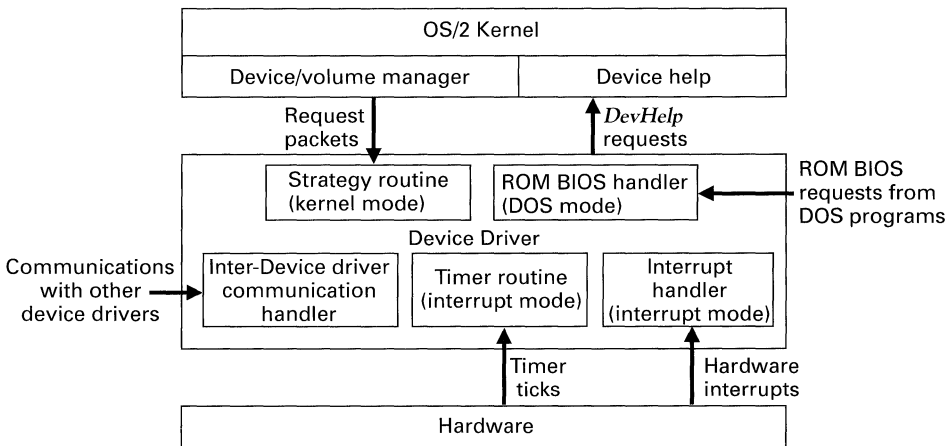 OS/2 Kernel
Device/volume manager
Device help
Request
packets
DevHelp
requests
Strategy routine
(kernel mode)
ROM BIOS handler
(DOS mode)
ROM BIOS
requests from
DOS programs
Device Driver
Communications
with other
device drivers
Inter-Device driver
communication
handler
Timer routine
(interrupt mode)
Interrupt
handler
(interrupt mode)
Timer
ticks
Hardware
interrupts
Hardware